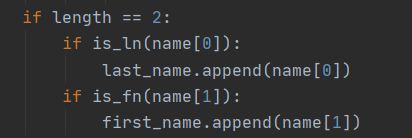 if length == 2:
    if is_ln(name[0]):
        last_name.append(name[0])
    if is_fn(name[1]):
        first_name.append(name[1])